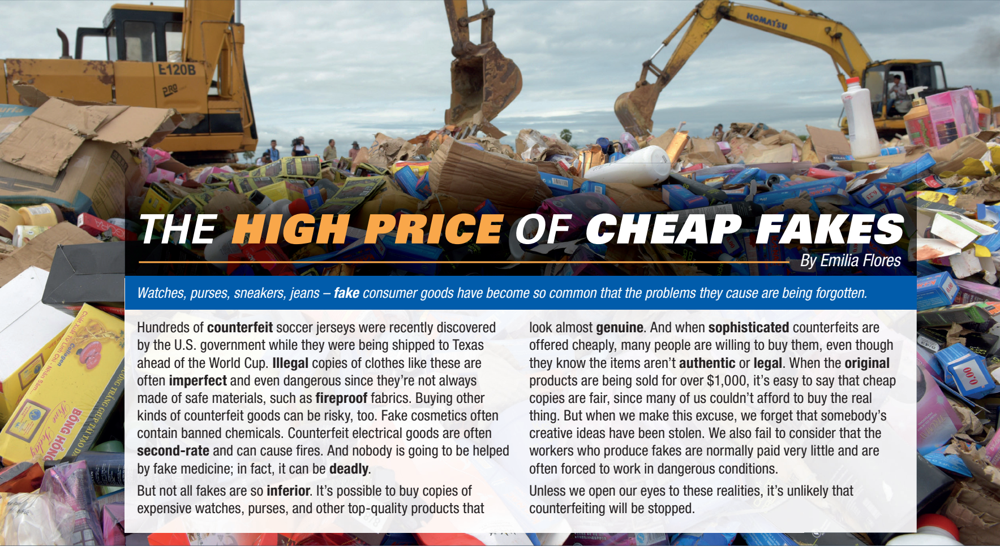 KOMATSU
E120B
PRO
THE HIGH PRICE OF CHEAP FAKES
By Emilia Flores
Watches, purses, sneakers, jeans – fake consumer goods have become so common that the problems they cause are being forgotten.
Hundreds of counterfeit soccer jerseys were recently discovered
by the U.S. government while they were being shipped to Texas
ahead of the World Cup. Illegal copies of clothes like these are
often imperfect and even dangerous since they're not always
made of safe materials, such as fireproof fabrics. Buying other
kinds of counterfeit goods can be risky, too. Fake cosmetics often
contain banned chemicals. Counterfeit electrical goods are often
second-rate and can cause fires. And nobody is going to be helped
by fake medicine; in fact, it can be deadly.
But not all fakes are so inferior. It's possible to buy copies of
expensive watches, purses, and other top-quality products that
look almost genuine. And when sophisticated counterfeits are
offered cheaply, many people are willing to buy them, even though
they know the items aren't authentic or legal. When the original
products are being sold for over $1,000, it's easy to say that cheap
copies are fair, since many of us couldn't afford to buy the real
thing. But when we make this excuse, we forget that somebody's
creative ideas have been stolen. We also fail to consider that the
workers who produce fakes are normally paid very little and are
often forced to work in dangerous conditions.
Unless we open our eyes to these realities, it's unlikely that
counterfeiting will be stopped.
Collagen
BÔNG HỒNG
0.00